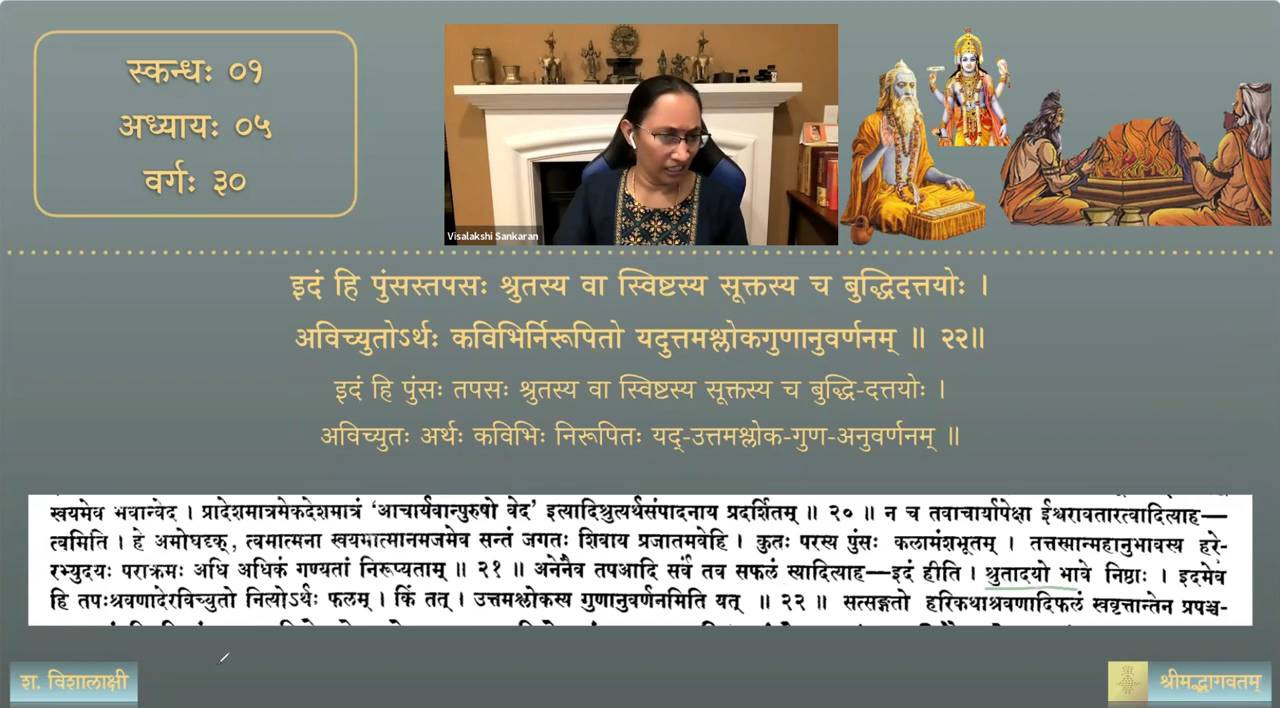 स्कन्धः ०१
अध्यायः ०५
वर्गः ३०
Visalakshi Sankaran
इदं हि पुंसस्तपसः श्रुतस्य वा स्विष्टस्य सूक्तस्य च बुद्धिदत्तयोः ।
अविच्युतोऽर्थः कविभिर्निरूपितो यदुत्तमश्लोकगुणानुवर्णनम् ॥ २२॥
इदं हि पुंसः तपसः श्रुतस्य वा स्विष्टस्य सूक्तस्य च बुद्धि-दत्तयोः ।
अविच्युतः अर्थः कविभिः निरूपितः यद्-उत्तमश्लोक-गुण-अनुवर्णनम् ॥
स्वयमेव भवान्वेद । प्रादेशमात्रमेकदेशमात्रं ‘आचार्यवान्पुरुषो वेद’ इत्यादिश्रुत्यर्थसंपादनाय प्रदर्शितम् ॥ २० ॥ न च तवाचार्यापेक्षा ईश्वरावतारत्वादित्याह—
त्वमिति । हे अमोघदृक्, त्वमात्मना स्वयमात्मानमजमेव सन्तं जगतः शिवाय प्रजातमवेहि । कुतः परस्य पुंसः कलामंशभूतम् । तत्तस्मान्महानुभावस्य हरे-
रभ्युदयः पराक्रमः अधि अधिकं गण्यतां निरूप्यताम् ॥ २१ ॥ अनेनैव तपआदि सर्वं तव सफलं स्यादित्याह—इदं हीति । श्रुतादयो भावे निष्ठाः । इदमेव
हि तपःश्रवणादेरविच्युतो नित्योऽर्थः फलम् । किं तत् । उत्तमश्लोकस्य गुणानुवर्णनमिति यत् ॥ २२ ॥ सत्सङ्गतो हरिकथाश्रवणादिफलं स्ववृत्तान्तेन प्रपञ्च-
श. विशालाक्षी
श्रीमद्भागवतम्